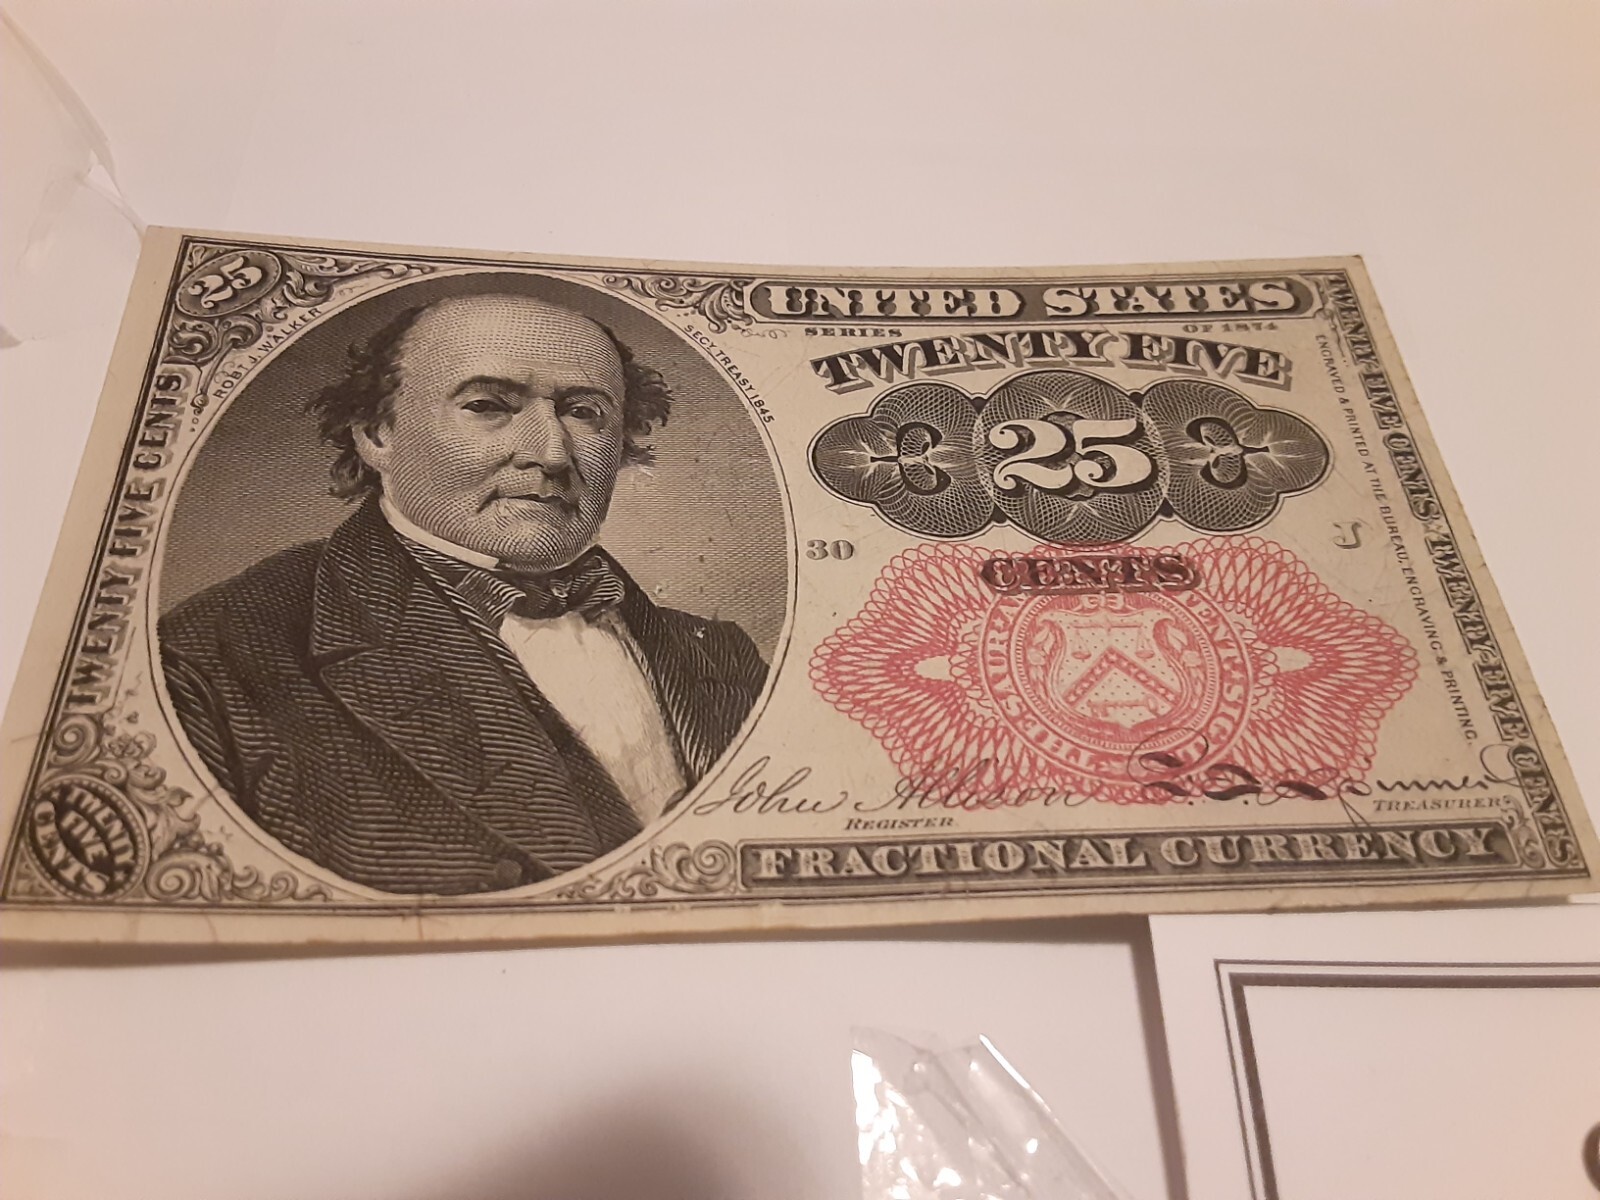 25
ROBT J. WALKER
SECY TREASY 1845
UNITED STATES
SERIES OF 1874
TWENTY FIVE
25
CENTS
30
J
John Allison
REGISTER.
TREASURER
FRACTIONAL CURRENCY
TWENTY FIVE CENTS
TWENTY FIVE CENTS
ENGRAVED & PRINTED AT THE BUREAU, ENGRAVING & PRINTING.
TWENTY-FIVE CENTS TWENTY-FIVE CENTS